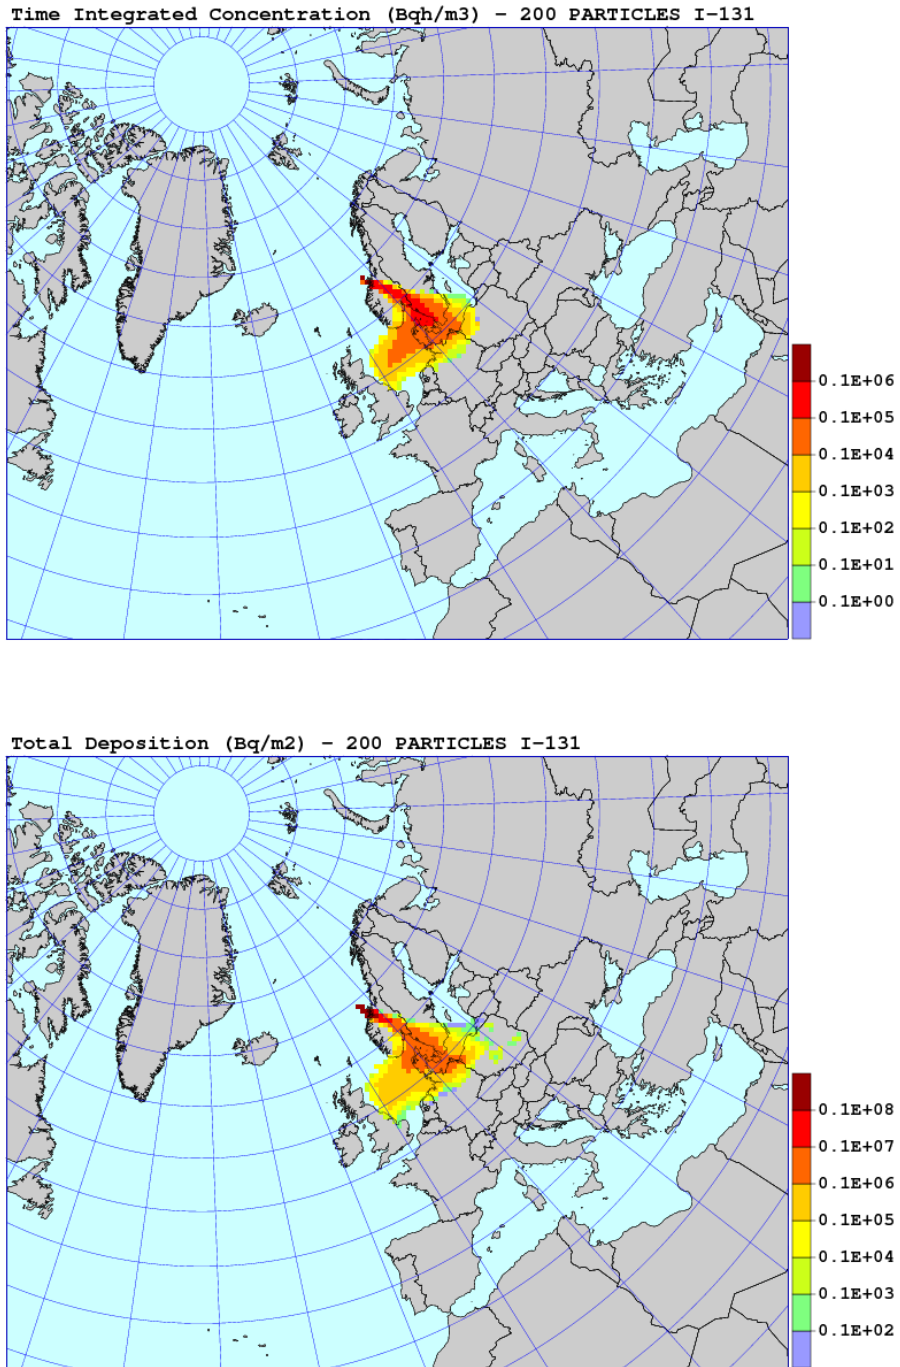 Time Integrated Concentration (Bqh/m3) – 200 PARTICLES I–131
0.1E+06
0.1E+05
0.1E+04
0.1E+03
0.1E+02
0.1E+01
0.1E+00
Total Deposition (Bq/m2) – 200 PARTICLES I–131
0.1E+08
0.1E+07
0.1E+06
0.1E+05
0.1E+04
0.1E+03
0.1E+02